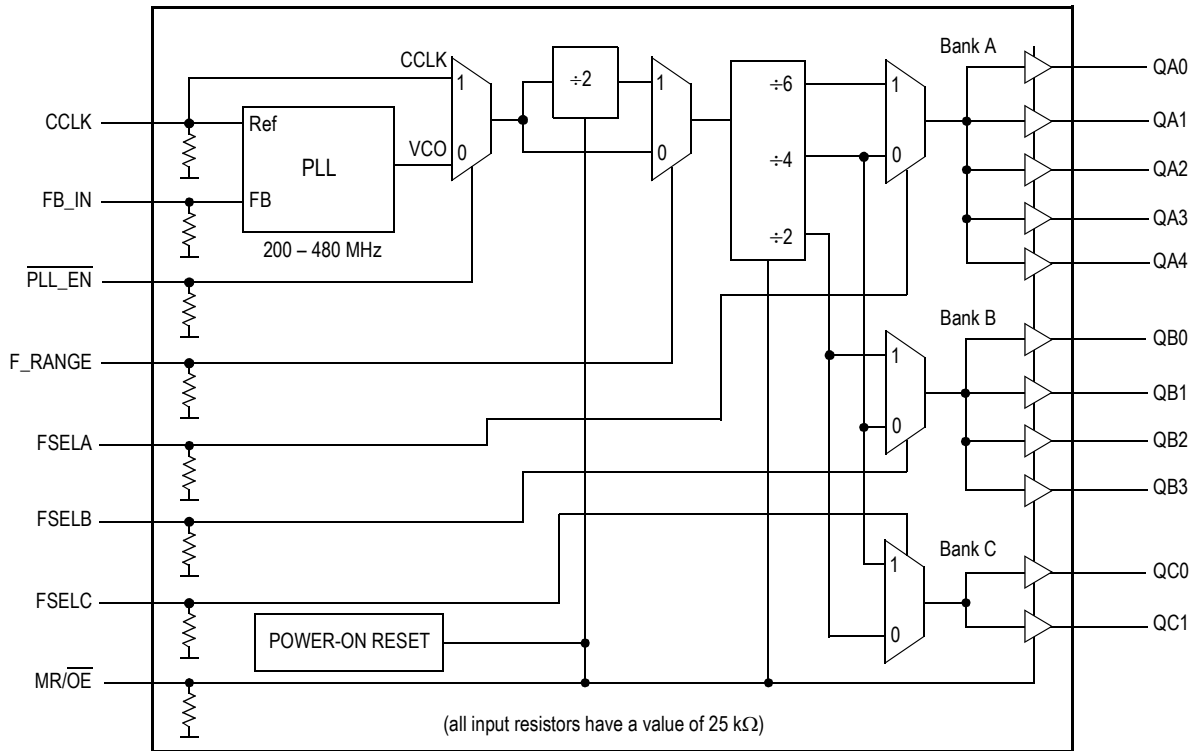 Bank A
CCLK
1
÷2
1
÷6
1
QA0
CCLK
Ref
QA1
PLL
VCO
0
0
÷4
0
QA2
FB_IN
FB
QA3
÷2
200 – 480 MHz
QA4
PLL_EN
Bank B
QB0
F_RANGE
1
QB1
0
QB2
FSELA
QB3
FSELB
Bank C
1
QC0
FSELC
POWER-ON RESET
0
QC1
MR/OE
(all input resistors have a value of 25 kΩ)